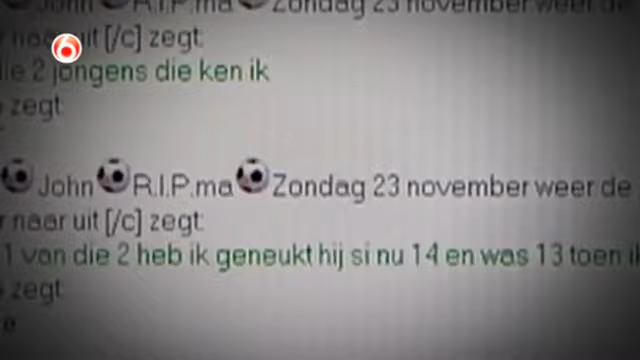 John R.I.P.ma Zondag 23 november weer de
naar uit [/c] zegt:
die 2 jongens die ken ik
zegt
John R.I.P.ma Zondag 23 november weer de
r naar uit [/c] zegt:
1 van die 2 heb ik geneukt hij si nu 14 en was 13 toen
zegt
e
6